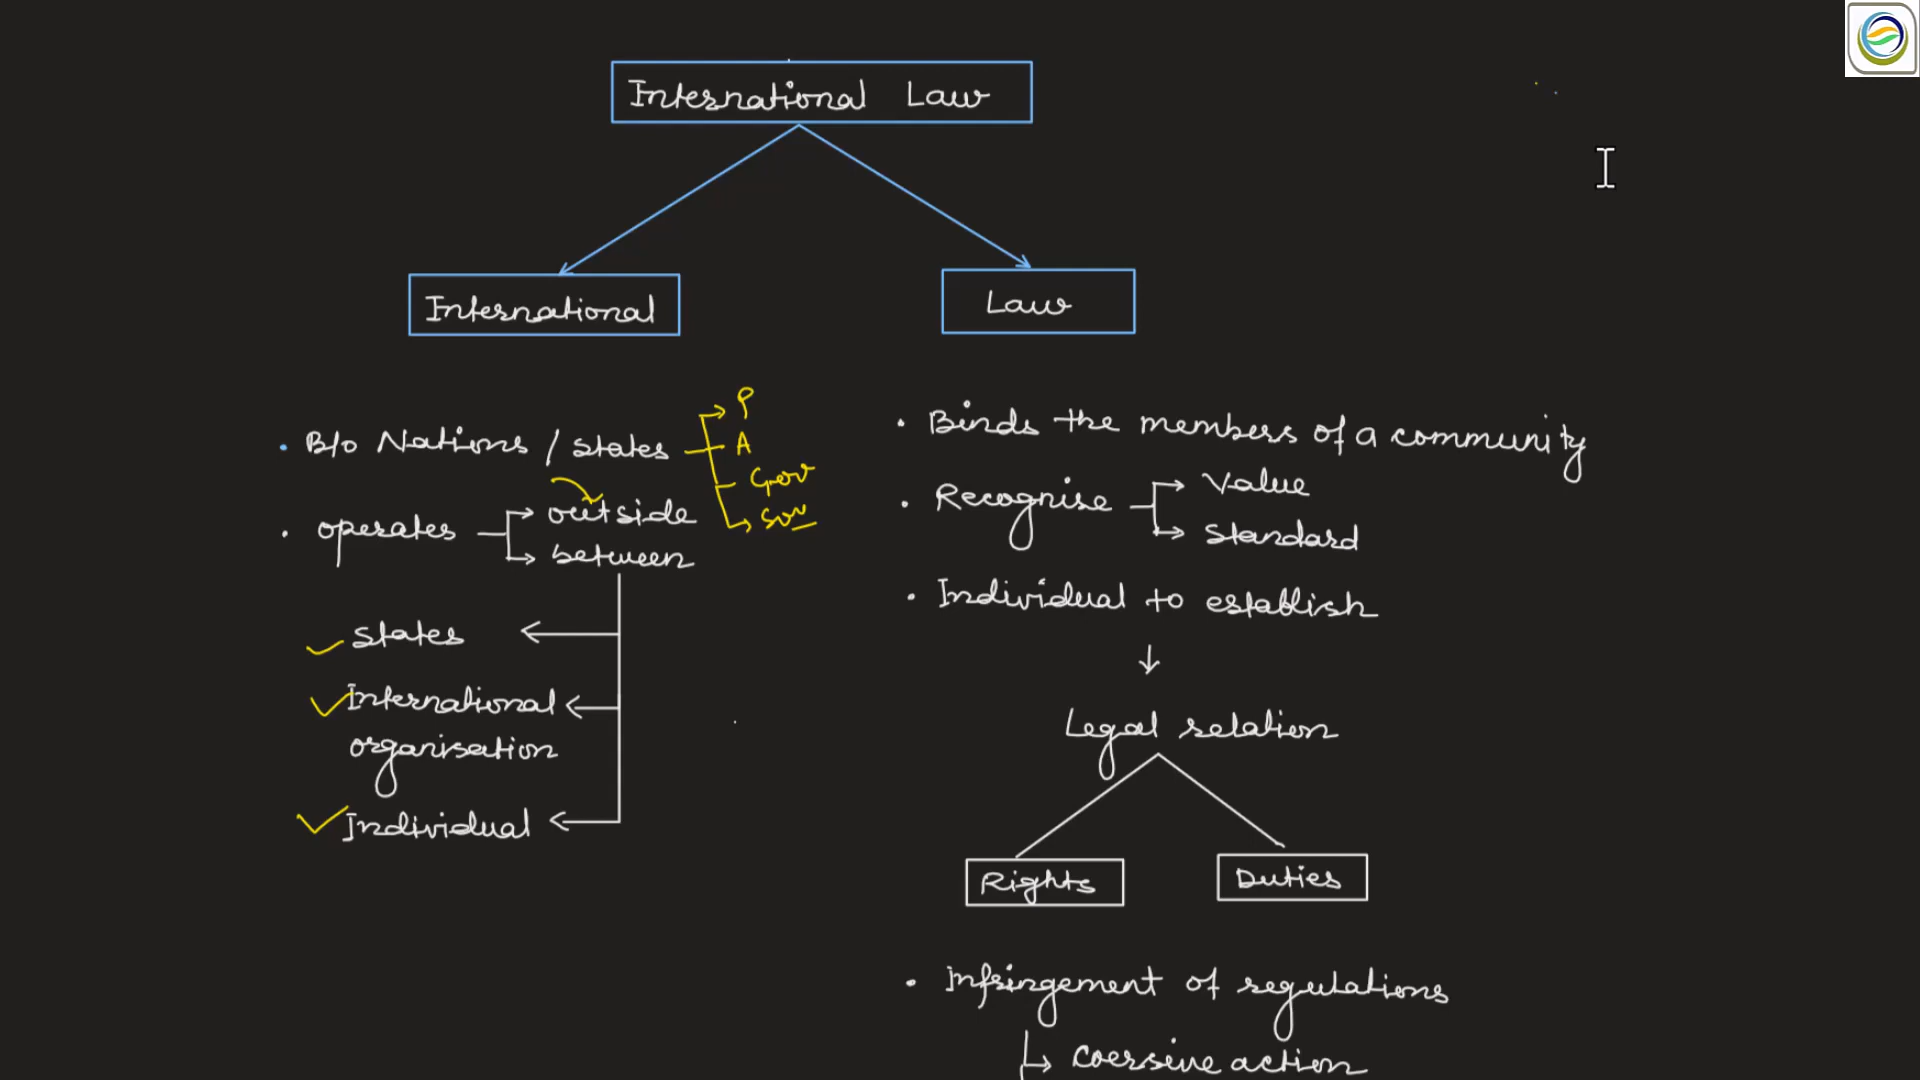 International Law
International
Law
• B/o Nations / states
P
A
Gov
Sov
• operates
outside
between
states
International
organisation
Individual
• Binds the members of a community
• Recognise
Value
Standard
• Individual to establish
Legal relation
Rights
Duties
• Infringement of regulations
coersive action